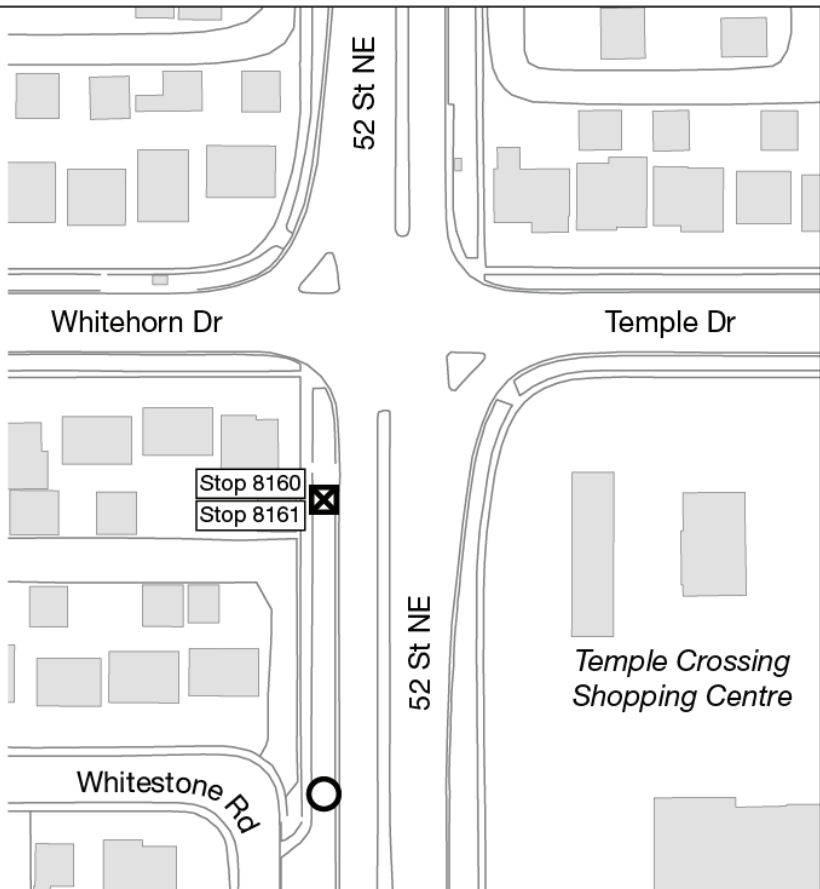 52 St NE
Whitehorn Dr
Temple Dr
Stop 8160
Stop 8161
52 St NE
Temple Crossing
Shopping Centre
Whitestone Rd